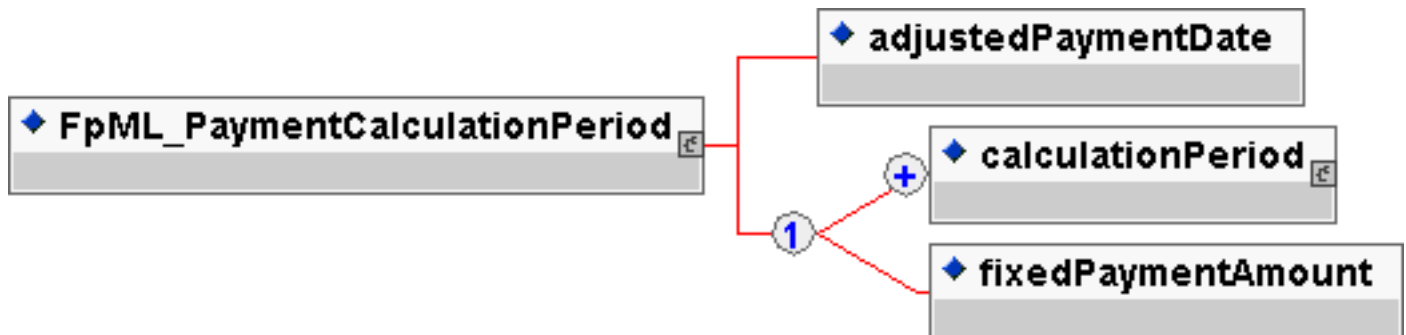 adjustedPaymentDate
FpML_PaymentCalculationPeriod
+
calculationPeriod
1
fixedPaymentAmount